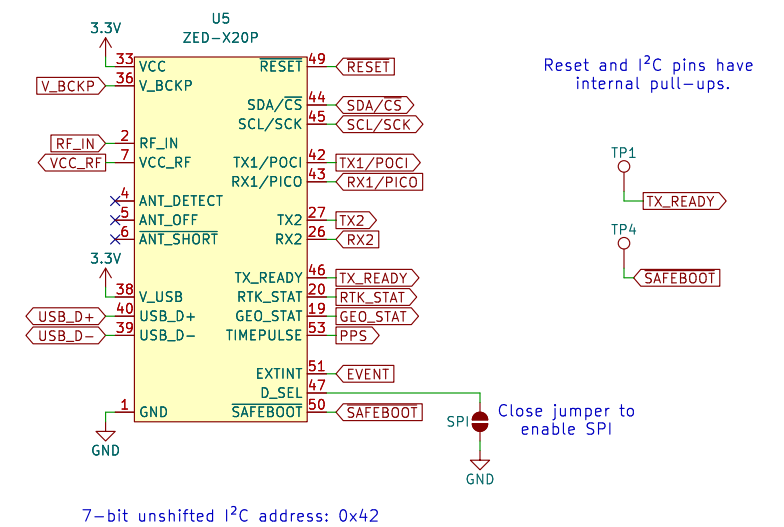 U5
ZED-X20P
3.3V
33 VCC
V_BCKP 36 V_BCKP
RF_IN 2 RF_IN
VCC_RF 7 VCC_RF
4 ANT_DETECT
5 ANT_OFF
6 ANT_SHORT
3.3V
38 V_USB
USB_D+ 40 USB_D+
USB_D- 39 USB_D-
1 GND
GND
RESET 49 RESET
SDA/CS 44 SDA/CS
SCL/SCK 45 SCL/SCK
TX1/POCI 42 TX1/POCI
RX1/PICO 43 RX1/PICO
TX2 27 TX2
RX2 26 RX2
TX_READY 46 TX_READY
RTK_STAT 20 RTK_STAT
GEO_STAT 19 GEO_STAT
TIMEPULSE 53 PPS
EXTINT 51 EVENT
D_SEL 47
SAFEBOOT 50 SAFEBOOT
SPI
GND
Close jumper to
enable SPI
Reset and I²C pins have
internal pull-ups.
TP1
TX_READY
TP4
SAFEBOOT
7-bit unshifted I²C address: 0x42